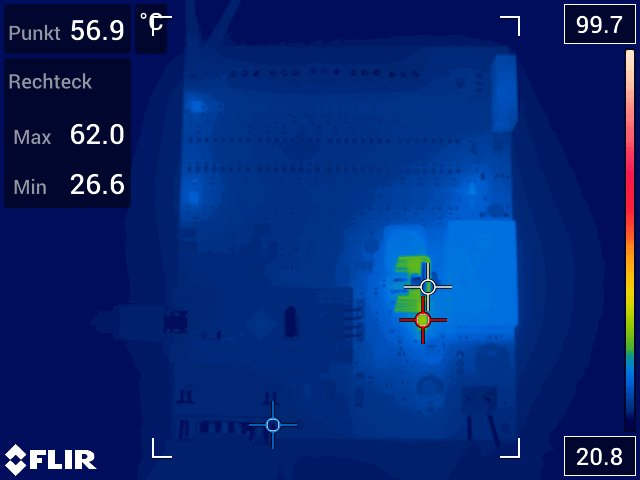 Punkt 56.9 °C
99.7
Rechteck
Max 62.0
Min 26.6
FLIR
20.8